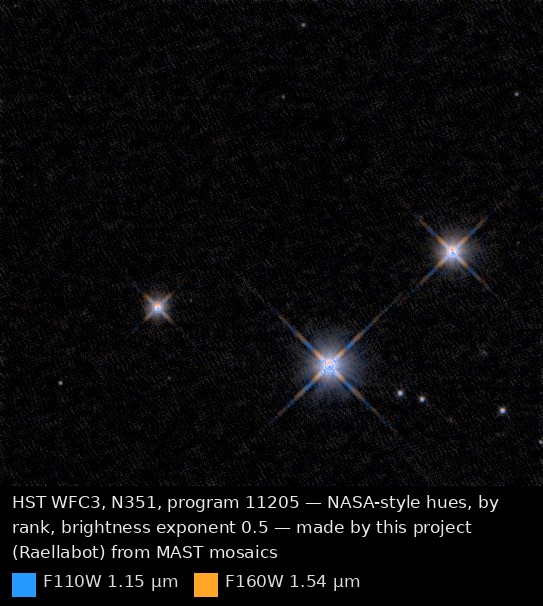 HST WFC3, N351, program 11205 — NASA-style hues, by
rank, brightness exponent 0.5 — made by this project
(Raellabot) from MAST mosaics
F110W 1.15 µm F160W 1.54 µm